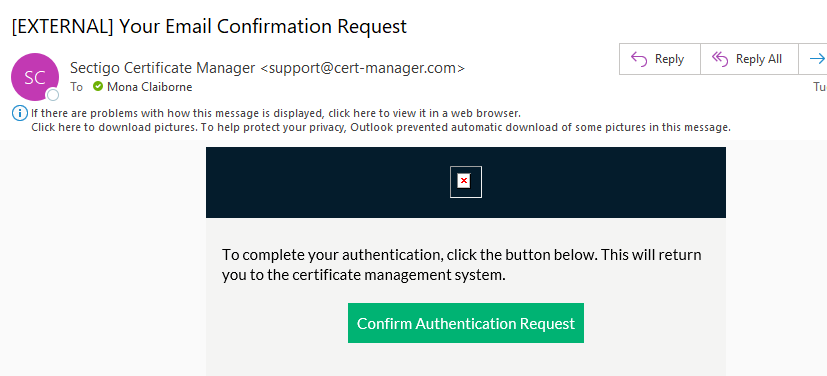 [EXTERNAL] Your Email Confirmation Request
SC
Sectigo Certificate Manager <support@cert-manager.com>
Reply
Reply All
To
Mona Claiborne
Tu
If there are problems with how this message is displayed, click here to view it in a web browser.
Click here to download pictures. To help protect your privacy, Outlook prevented automatic download of some pictures in this message.
To complete your authentication, click the button below. This will return
you to the certificate management system.
Confirm Authentication Request